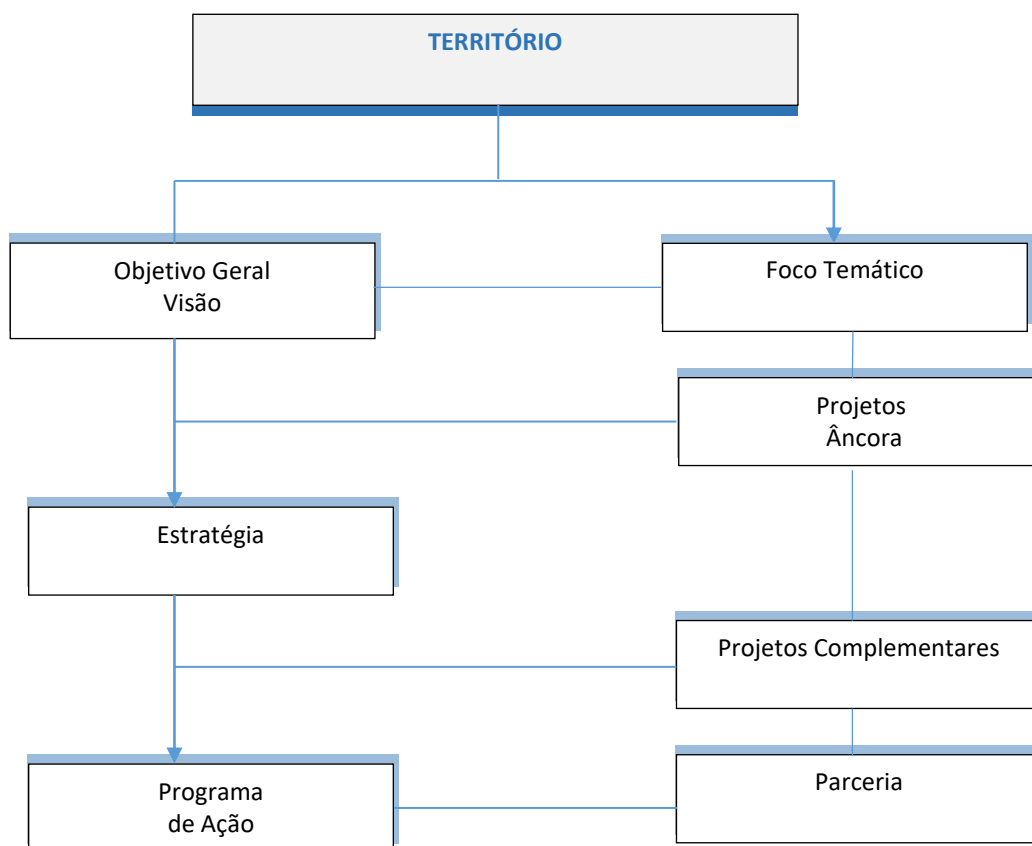 TERRITÓRIO
Objetivo Geral
Visão
Foco Temático
Projetos
Âncora
Estratégia
Projetos Complementares
Programa
de Ação
Parceria